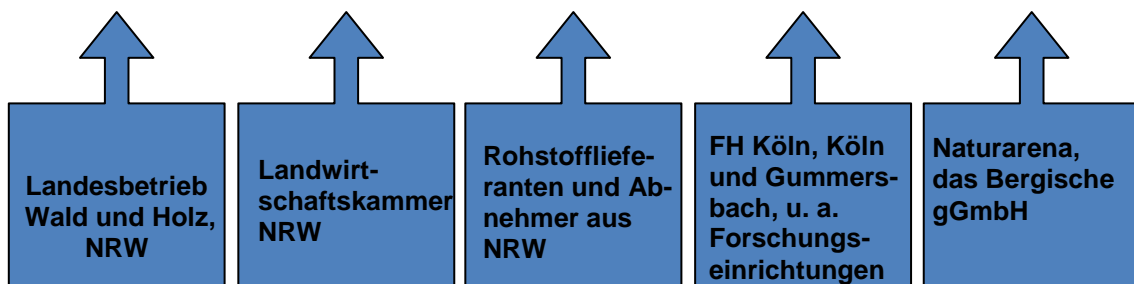 Landesbetrieb
Wald und Holz,
NRW
Landwirt-
schaftskammer
NRW
Rohstoffliefe-
ranten und Ab-
nehmer aus
NRW
FH Köln, Köln
und Gummers-
bach, u. a.
Forschungs-
einrichtungen
Naturarena,
das Bergische
gGmbH